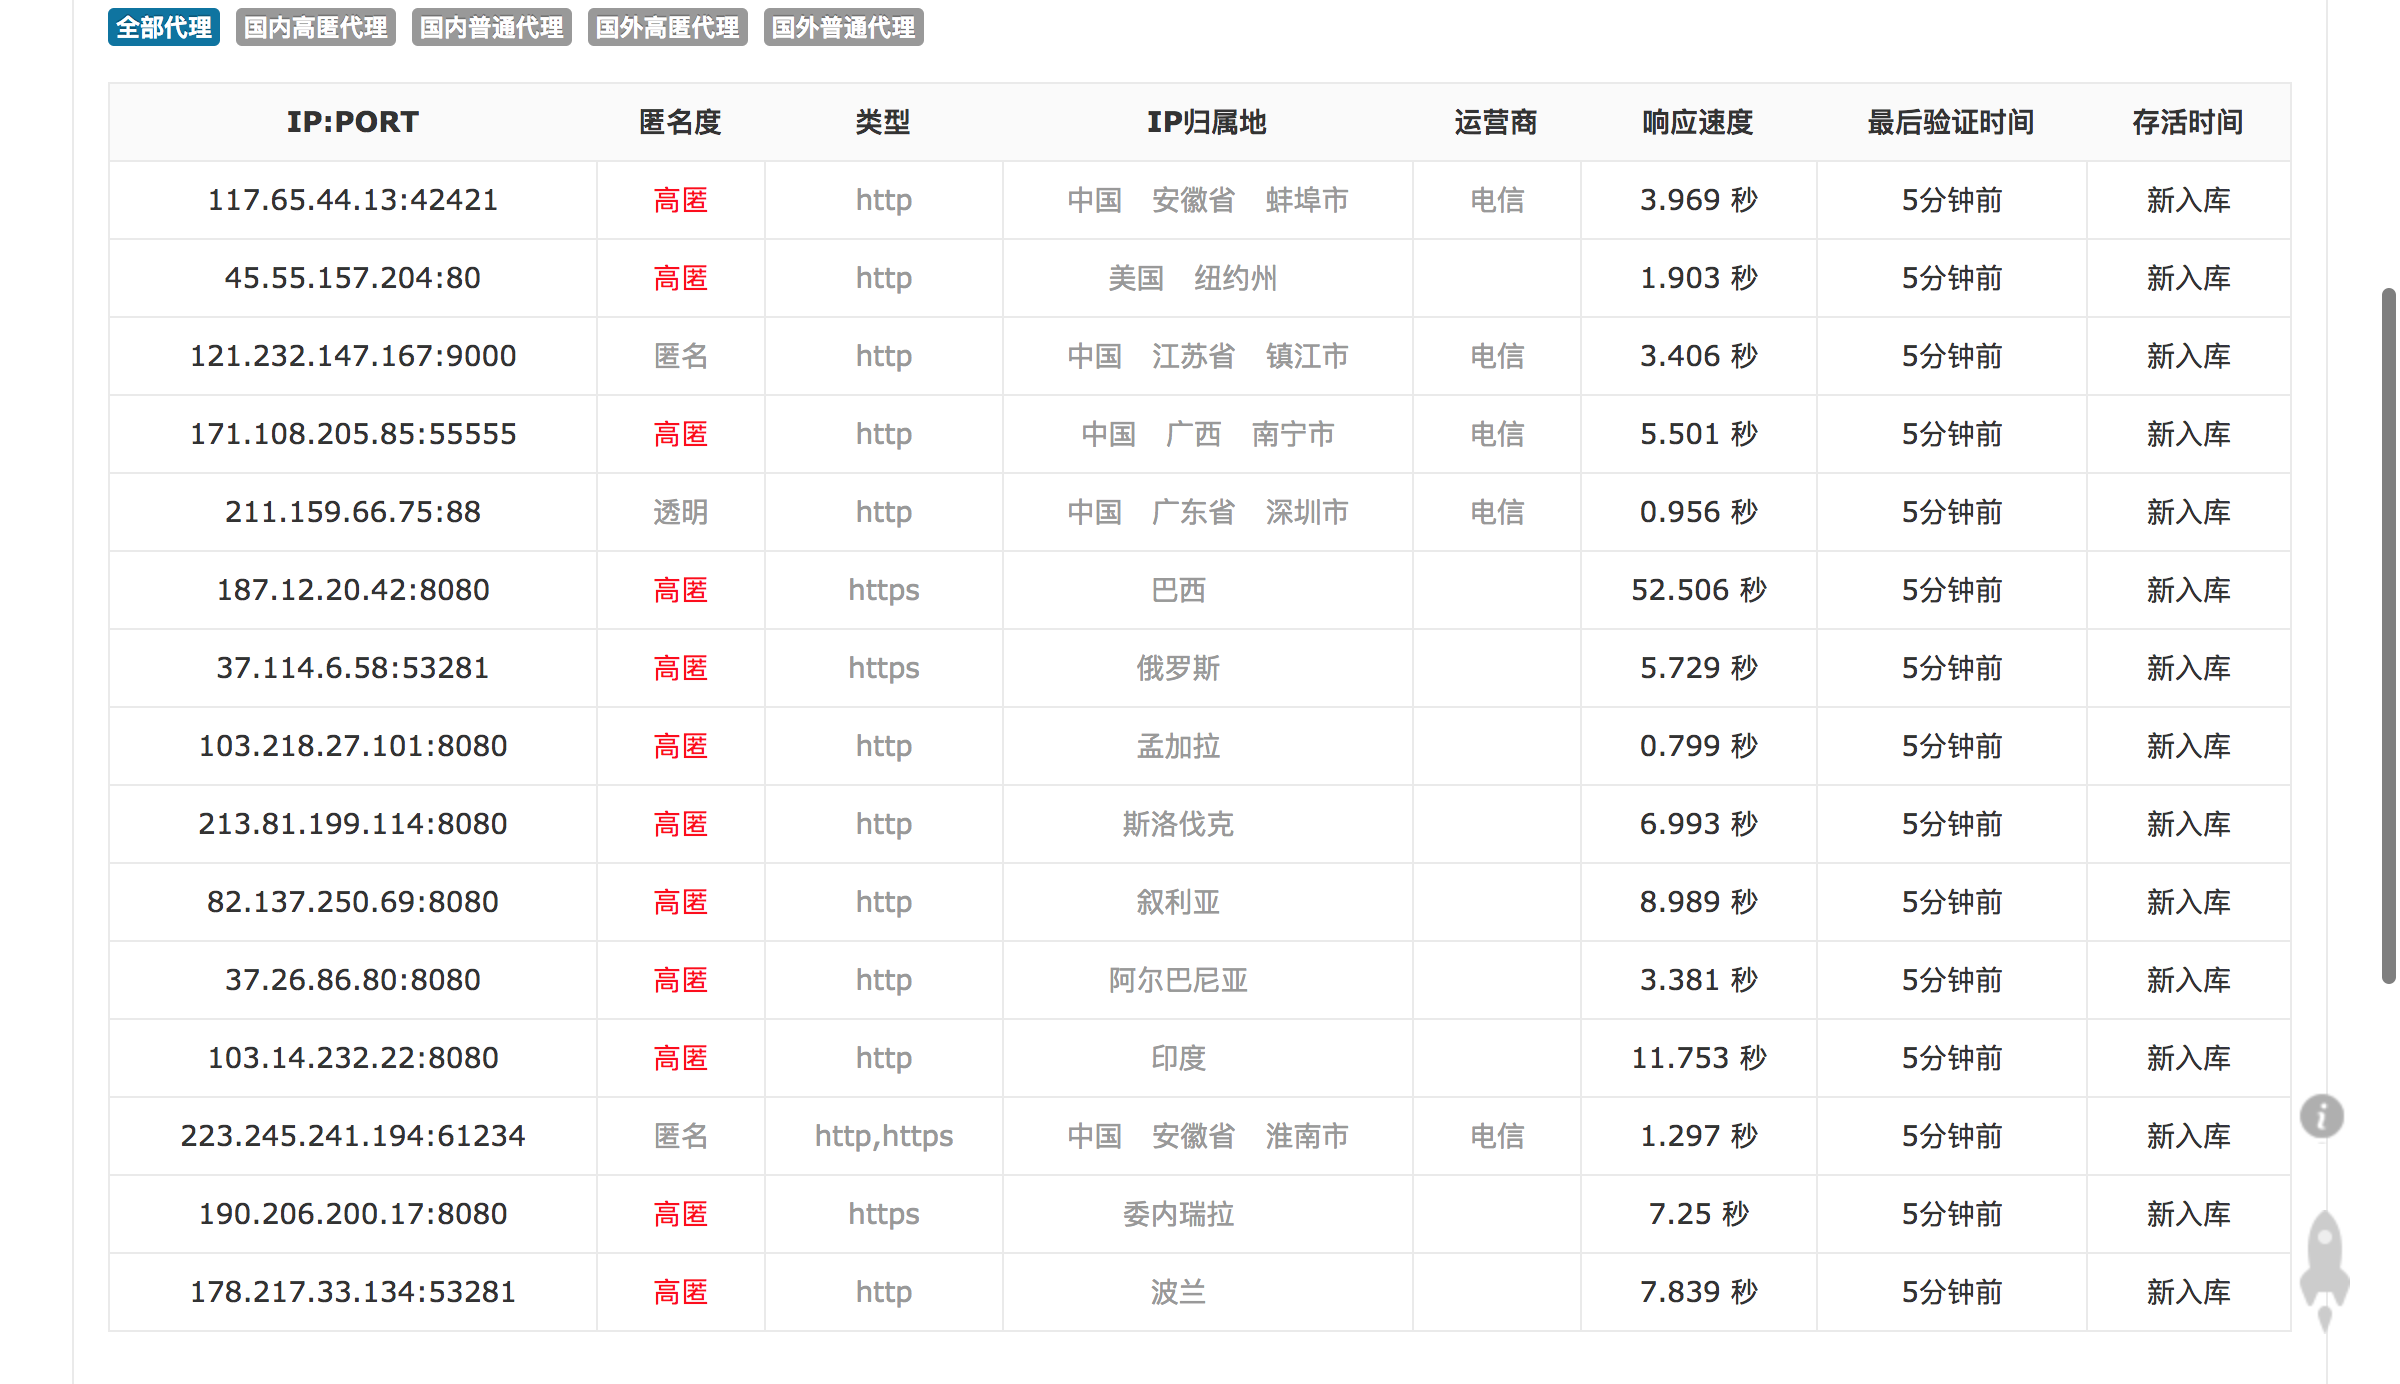 全部代理 国内高匿代理 国内普通代理 国外高匿代理 国外普通代理
IP:PORT 匿名度 类型 IP归属地 运营商 响应速度 最后验证时间 存活时间
117.65.44.13:42421 高匿 http 中国 安徽省 蚌埠市 电信 3.969 秒 5分钟前 新入库
45.55.157.204:80 高匿 http 美国 纽约州 1.903 秒 5分钟前 新入库
121.232.147.167:9000 匿名 http 中国 江苏省 镇江市 电信 3.406 秒 5分钟前 新入库
171.108.205.85:55555 高匿 http 中国 广西 南宁市 电信 5.501 秒 5分钟前 新入库
211.159.66.75:88 透明 http 中国 广东省 深圳市 电信 0.956 秒 5分钟前 新入库
187.12.20.42:8080 高匿 https 巴西 52.506 秒 5分钟前 新入库
37.114.6.58:53281 高匿 https 俄罗斯 5.729 秒 5分钟前 新入库
103.218.27.101:8080 高匿 http 孟加拉 0.799 秒 5分钟前 新入库
213.81.199.114:8080 高匿 http 斯洛伐克 6.993 秒 5分钟前 新入库
82.137.250.69:8080 高匿 http 叙利亚 8.989 秒 5分钟前 新入库
37.26.86.80:8080 高匿 http 阿尔巴尼亚 3.381 秒 5分钟前 新入库
103.14.232.22:8080 高匿 http 印度 11.753 秒 5分钟前 新入库
223.245.241.194:61234 匿名 http,https 中国 安徽省 淮南市 电信 1.297 秒 5分钟前 新入库
190.206.200.17:8080 高匿 https 委内瑞拉 7.25 秒 5分钟前 新入库
178.217.33.134:53281 高匿 http 波兰 7.839 秒 5分钟前 新入库